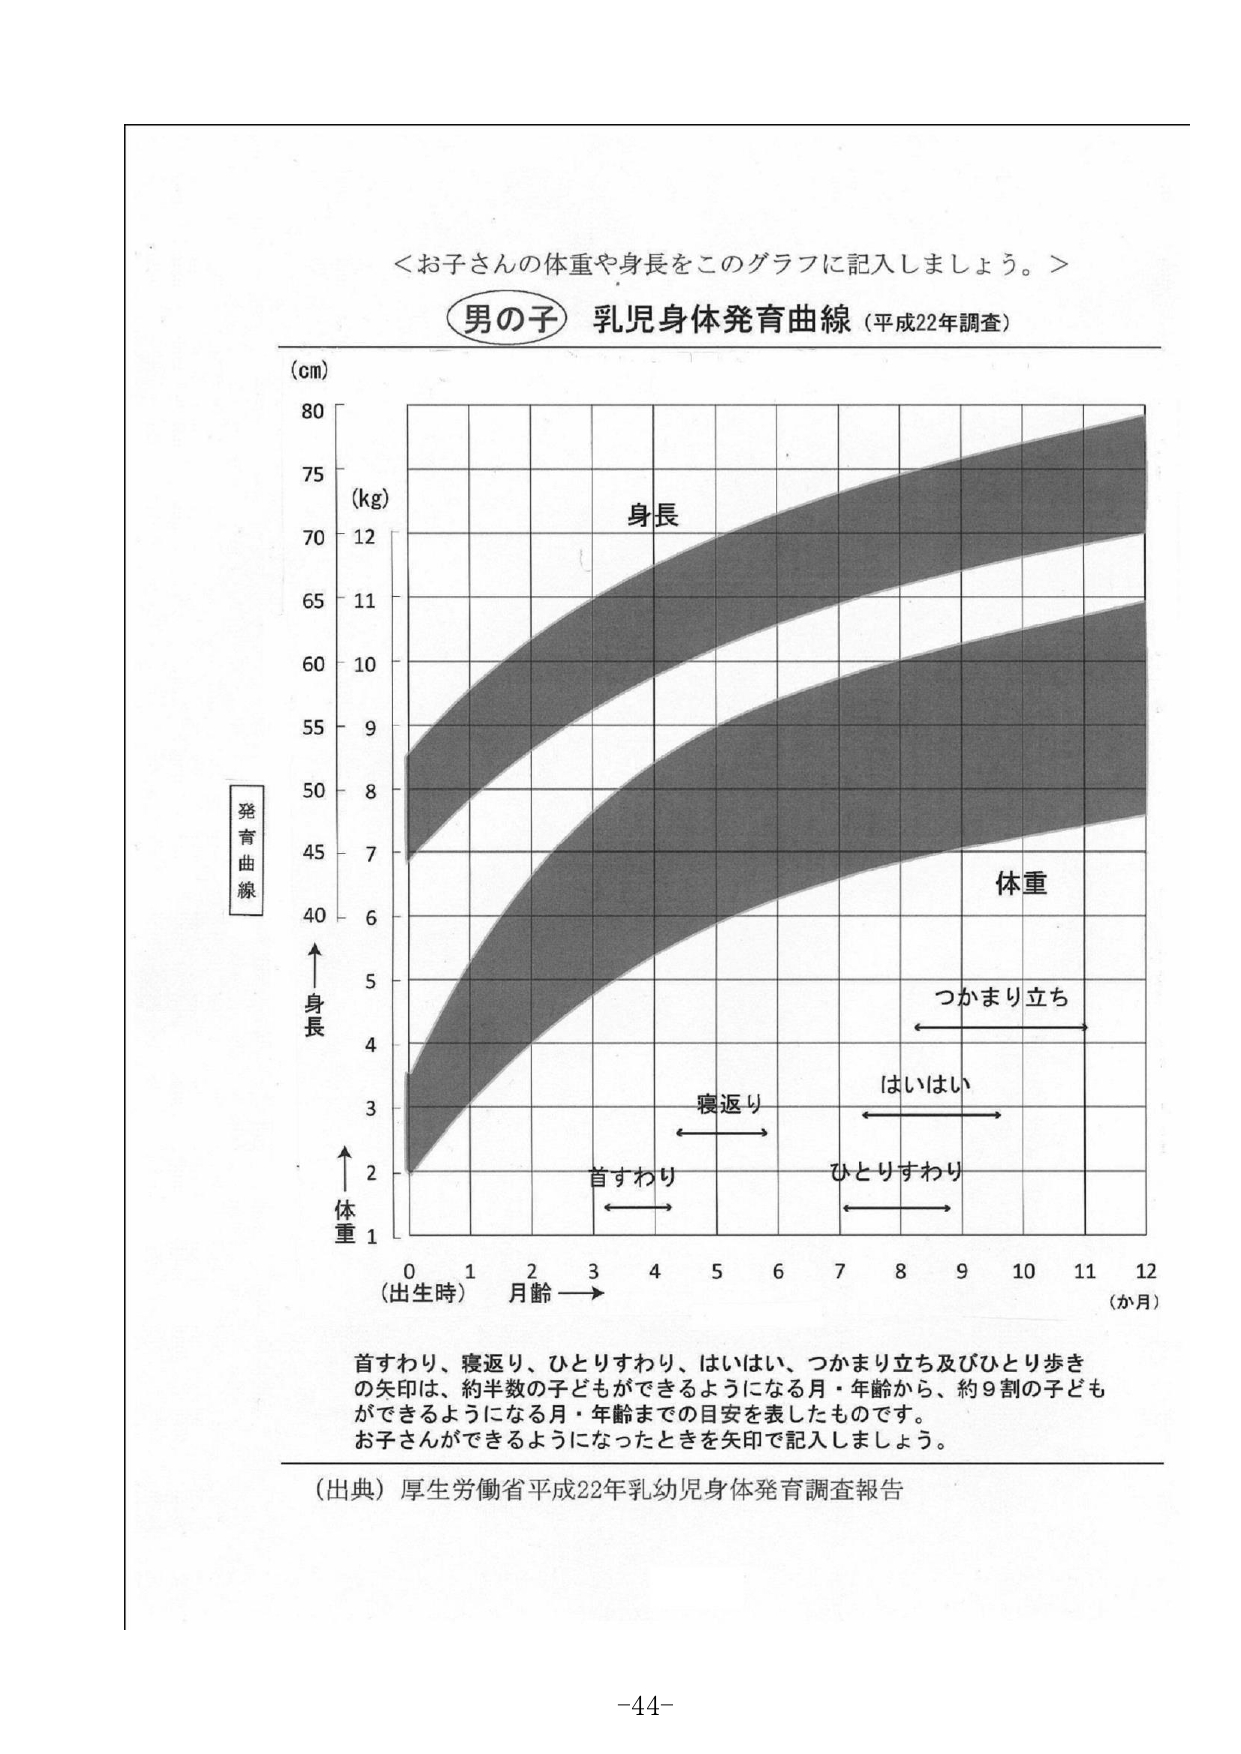 ＜お子さんの体重や身長をこのグラフに記入しましょう。＞
男の子 乳児身体発育曲線（平成22年調査）
(cm)
80
75
(kg)
身長
70 12
65 11
60 10
55 9
50 8
発育曲線
45 7
体重
40 6
5
つかまり立ち
↑身長
4
はいはい
寝返り
3
首すわり
ひとりすわり
2
↑体重
1
0 1 2 3 4 5 6 7 8 9 10 11 12
（出生時） 月齢→
（か月）
首すわり、寝返り、ひとりすわり、はいはい、つかまり立ち及びひとり歩き
の矢印は、約半数の子どもができるようになる月・年齢から、約９割の子ども
ができるようになる月・年齢までの目安を表したものです。
お子さんができるようになったときを矢印で記入しましょう。
（出典）厚生労働省平成22年乳幼児身体発育調査報告
-44-